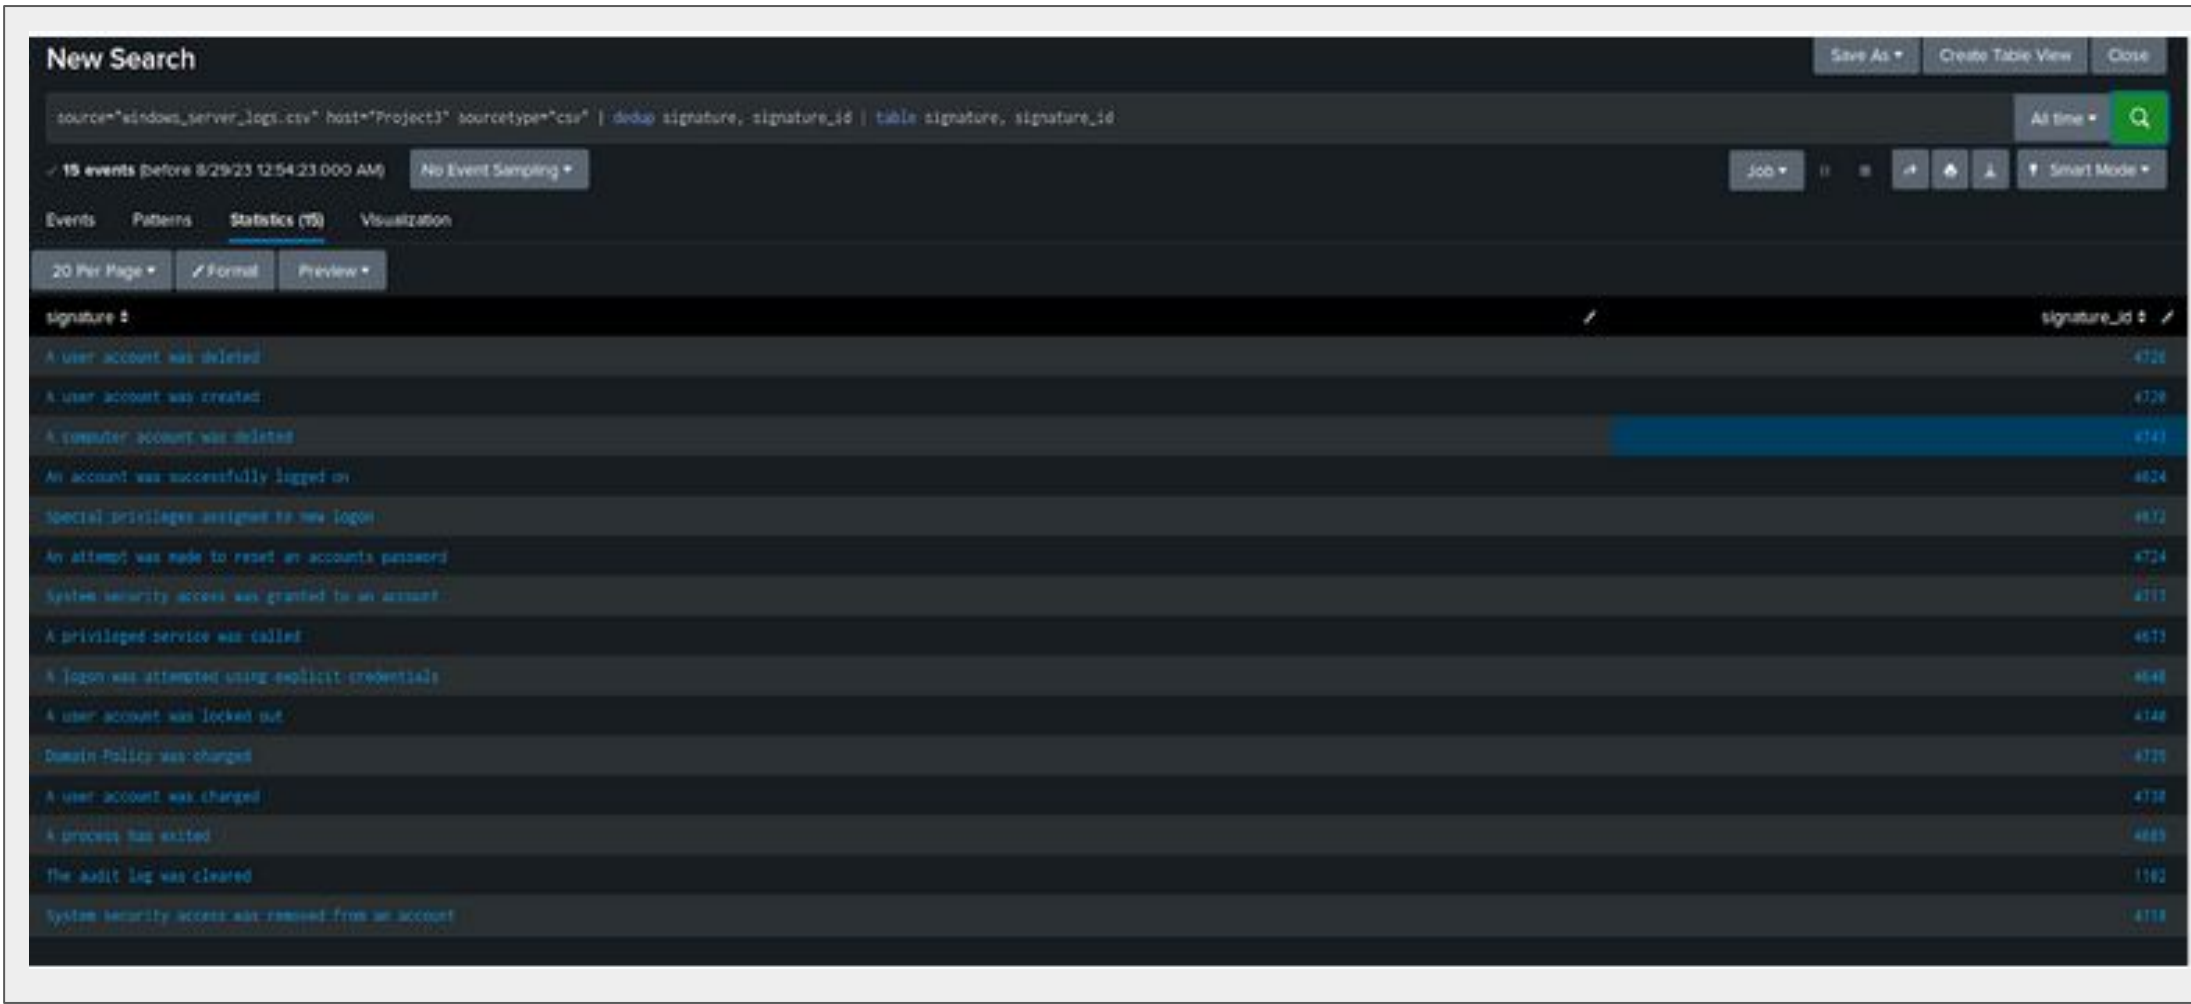 New Search
Save As
Create Table View
Close
source="windows_server_logs.csv" host="Project3" sourcetype="csv" | dedup signature, signature_id | table signature, signature_id
All time
15 events (before 8/29/23 12:54:23.000 AM)
No Event Sampling
Job
Smart Mode
Events Patterns Statistics (15) Visualization
20 Per Page
Format
Preview
signature signature_id
A user account was deleted 4726
A user account was created 4720
A computer account was deleted 4743
An account was successfully logged on 4624
Special privileges assigned to new logon 4672
An attempt was made to reset an accounts password 4724
System security access was granted to an account 4717
A privileged service was called 4673
A logon was attempted using explicit credentials 4648
A user account was locked out 4740
Domain Policy was changed 4739
A user account was changed 4738
A process has exited 4689
The audit log was cleared 1102
System security access was removed from an account 4718